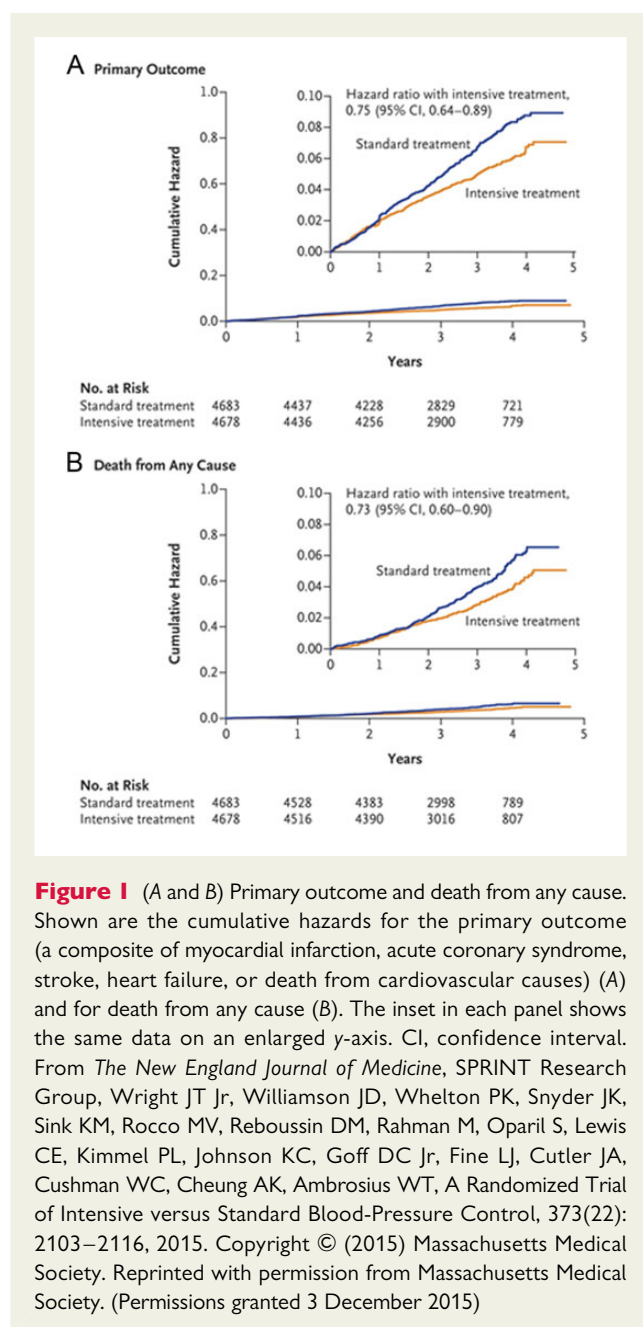 A Primary Outcome
1.0
0.8
0.6
0.4
0.2
0.0
Cumulative Hazard
0.10
0.08
0.06
0.04
0.02
0.00
Hazard ratio with intensive treatment,
0.75 (95% CI, 0.64–0.89)
Standard treatment
Intensive treatment
0 1 2 3 4 5
0 1 2 3 4 5
Years
No. at Risk
Standard treatment 4683 4437 4228 2829 721
Intensive treatment 4678 4436 4256 2900 779
B Death from Any Cause
1.0
0.8
0.6
0.4
0.2
0.0
Cumulative Hazard
0.10
0.08
0.06
0.04
0.02
0.00
Hazard ratio with intensive treatment,
0.73 (95% CI, 0.60–0.90)
Standard treatment
Intensive treatment
0 1 2 3 4 5
0 1 2 3 4 5
Years
No. at Risk
Standard treatment 4683 4528 4383 2998 789
Intensive treatment 4678 4516 4390 3016 807
Figure 1 (A and B) Primary outcome and death from any cause.
Shown are the cumulative hazards for the primary outcome
(a composite of myocardial infarction, acute coronary syndrome,
stroke, heart failure, or death from cardiovascular causes) (A)
and for death from any cause (B). The inset in each panel shows
the same data on an enlarged y-axis. CI, confidence interval.
From The New England Journal of Medicine, SPRINT Research
Group, Wright JT Jr, Williamson JD, Whelton PK, Snyder JK,
Sink KM, Rocco MV, Reboussin DM, Rahman M, Oparil S, Lewis
CE, Kimmel PL, Johnson KC, Goff DC Jr, Fine LJ, Cutler JA,
Cushman WC, Cheung AK, Ambrosius WT, A Randomized Trial
of Intensive versus Standard Blood-Pressure Control, 373(22):
2103–2116, 2015. Copyright © (2015) Massachusetts Medical
Society. Reprinted with permission from Massachusetts Medical
Society. (Permissions granted 3 December 2015)